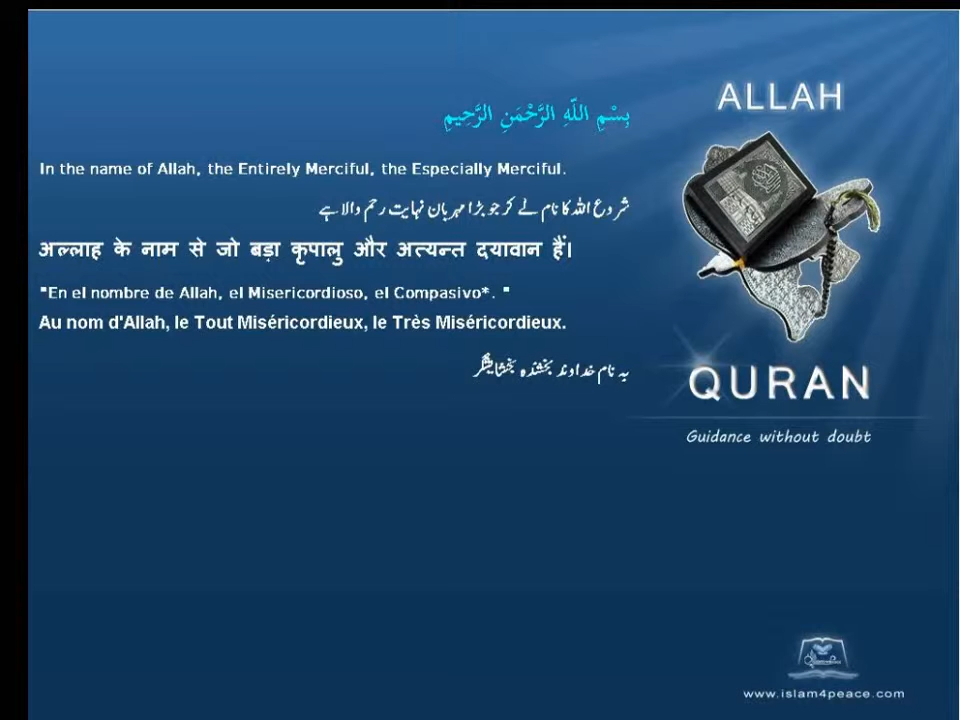 بِسْمِ اللَّهِ الرَّحْمَنِ الرَّحِيمِ
In the name of Allah, the Entirely Merciful, the Especially Merciful.
شروع الله کا نام لے کر جو بڑا مہربان نہایت رحم والا ہے
अल्लाह के नाम से जो बड़ा कृपालु और अत्यन्त दयावान हैं।
"En el nombre de Allah, el Misericordioso, el Compasivo*. "
Au nom d'Allah, le Tout Miséricordieux, le Très Miséricordieux.
به نام خداوند بخشنده بخشایشگر
ALLAH
QURAN
Guidance without doubt
www.islam4peace.com